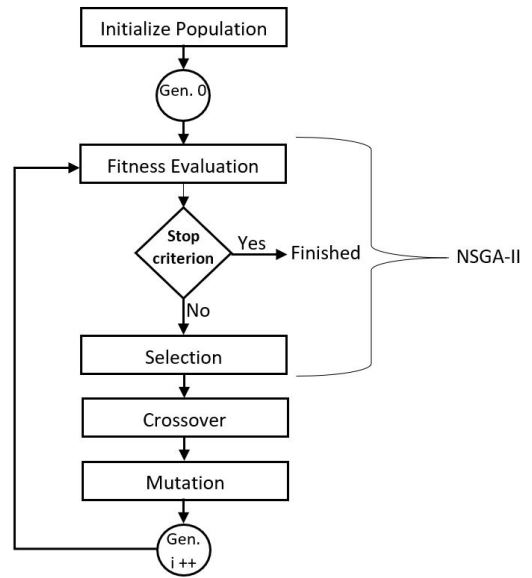 Initialize Population
Gen. 0
Fitness Evaluation
Stop
criterion
Yes
Finished
NSGA-II
No
Selection
Crossover
Mutation
Gen.
i ++